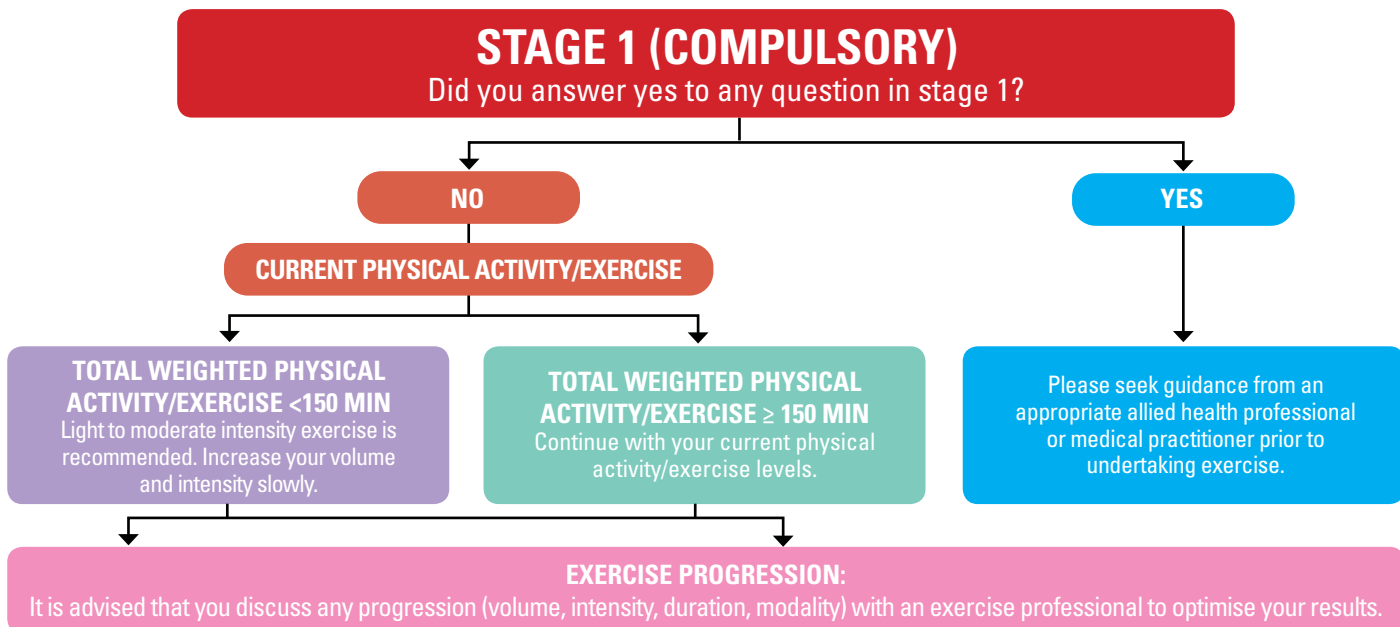 STAGE 1 (COMPULSORY)
Did you answer yes to any question in stage 1?
NO
YES
CURRENT PHYSICAL ACTIVITY/EXERCISE
TOTAL WEIGHTED PHYSICAL
ACTIVITY/EXERCISE <150 MIN
Light to moderate intensity exercise is
recommended. Increase your volume
and intensity slowly.
TOTAL WEIGHTED PHYSICAL
ACTIVITY/EXERCISE ≥ 150 MIN
Continue with your current physical
activity/exercise levels.
Please seek guidance from an
appropriate allied health professional
or medical practitioner prior to
undertaking exercise.
EXERCISE PROGRESSION:
It is advised that you discuss any progression (volume, intensity, duration, modality) with an exercise professional to optimise your results.